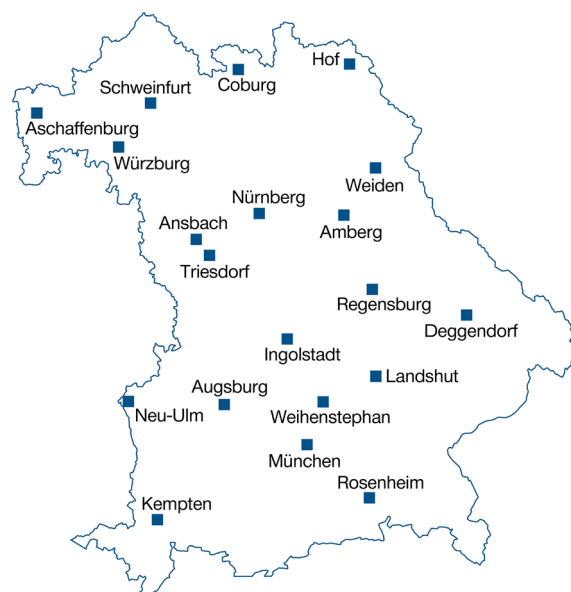 Hof
Coburg
Schweinfurt
Aschaffenburg
Würzburg
Weiden
Nürnberg
Amberg
Ansbach
Triesdorf
Regensburg
Deggendorf
Ingolstadt
Landshut
Augsburg
Neu-Ulm
Weihenstephan
München
Rosenheim
Kempten